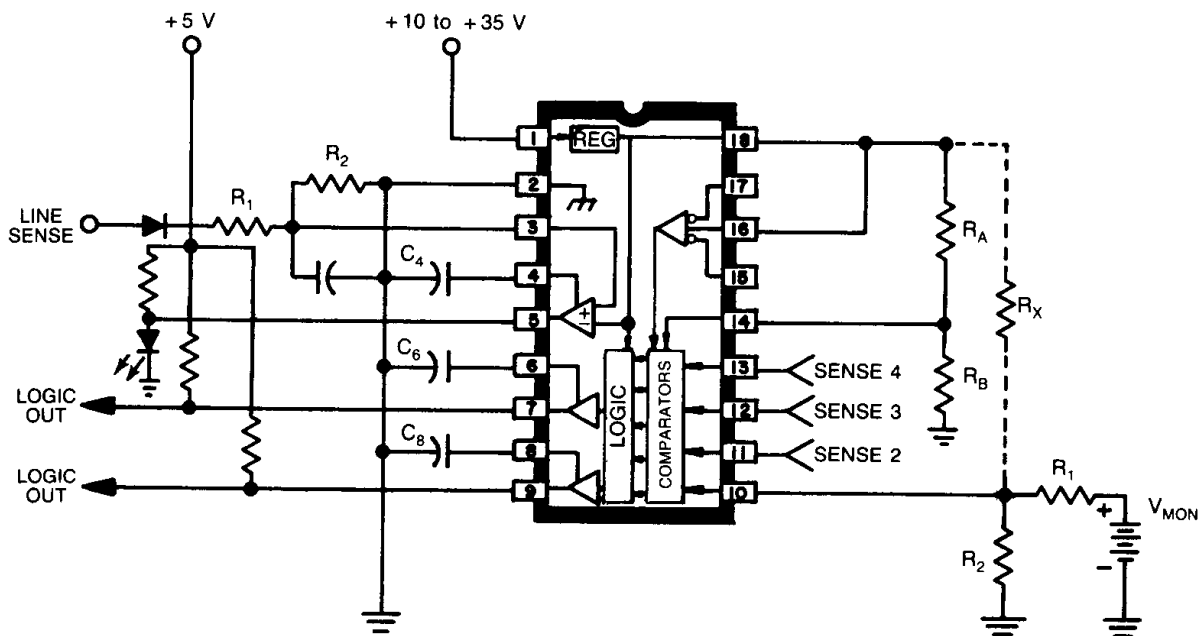 +5 V
+10 to +35 V
1
REG
18
R2
2
17
LINE
SENSE
R1
3
16
RA
C4
4
15
RX
5
+
−
14
C6
6
LOGIC
COMPARATORS
13
SENSE 4
RB
LOGIC
OUT
7
12
SENSE 3
C8
8
11
SENSE 2
LOGIC
OUT
9
10
R1
+
−
VMON
R2